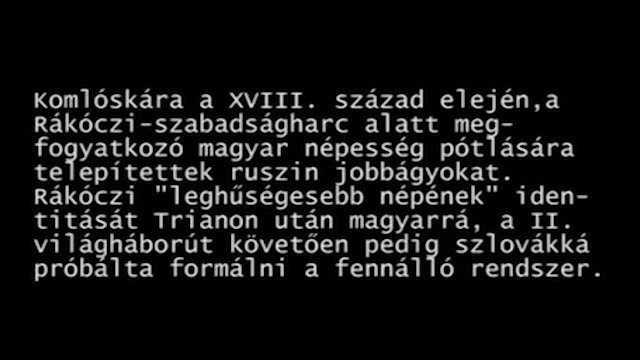 Komlóskára a XVIII. század elején,a
Rákóczi-szabadságharc alatt meg-
fogyatkozó magyar népesség pótlására
telepítettek ruszin jobbágyokat.
Rákóczi "leghűségesebb népének" iden-
titását Trianon után magyarrá, a II.
világháborút követően pedig szlovákká
próbálta formálni a fennálló rendszer.